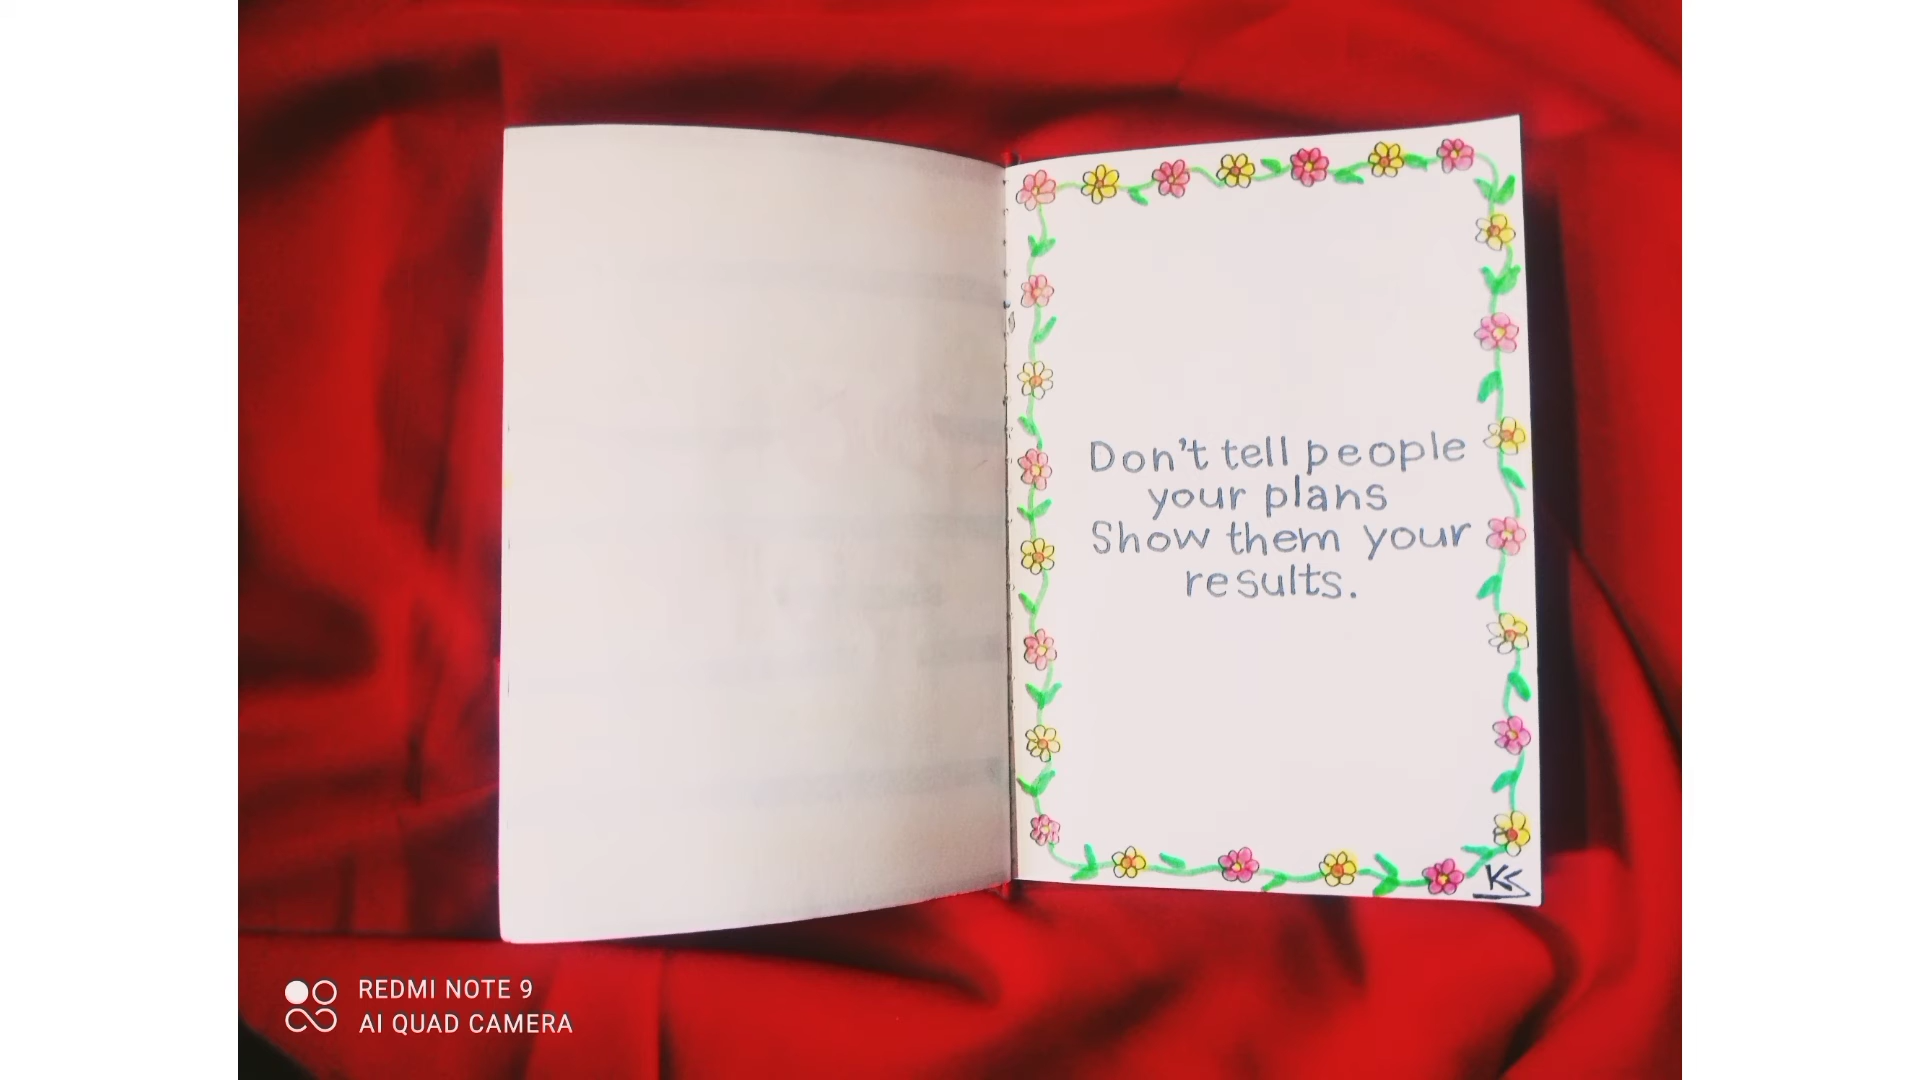 Don't tell people
your plans
Show them your
results.
KS
REDMI NOTE 9
AI QUAD CAMERA